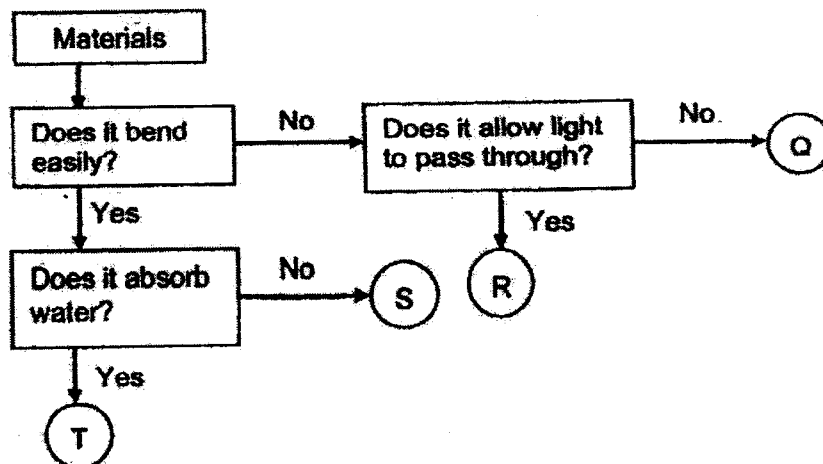 Materials
Does it bend
easily?
No
Does it allow light
to pass through?
No
Q
Yes
Yes
Does it absorb
water?
No
S
R
Yes
T